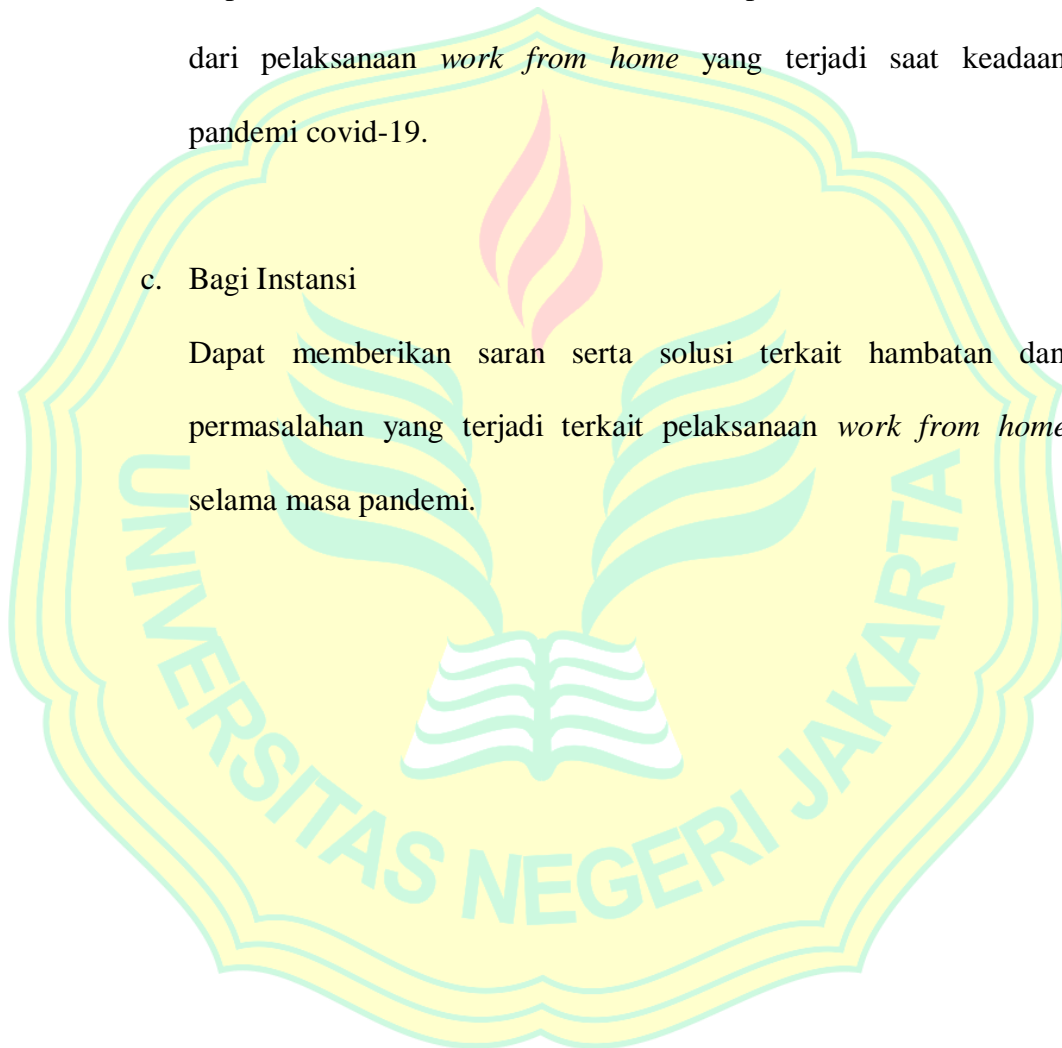 dari pelaksanaan work from home yang terjadi saat keadaan
pandemi covid-19.
c. Bagi Instansi
Dapat memberikan saran serta solusi terkait hambatan dan
permasalahan yang terjadi terkait pelaksanaan work from home
selama masa pandemi.
UNIVERSITAS NEGERI JAKARTA